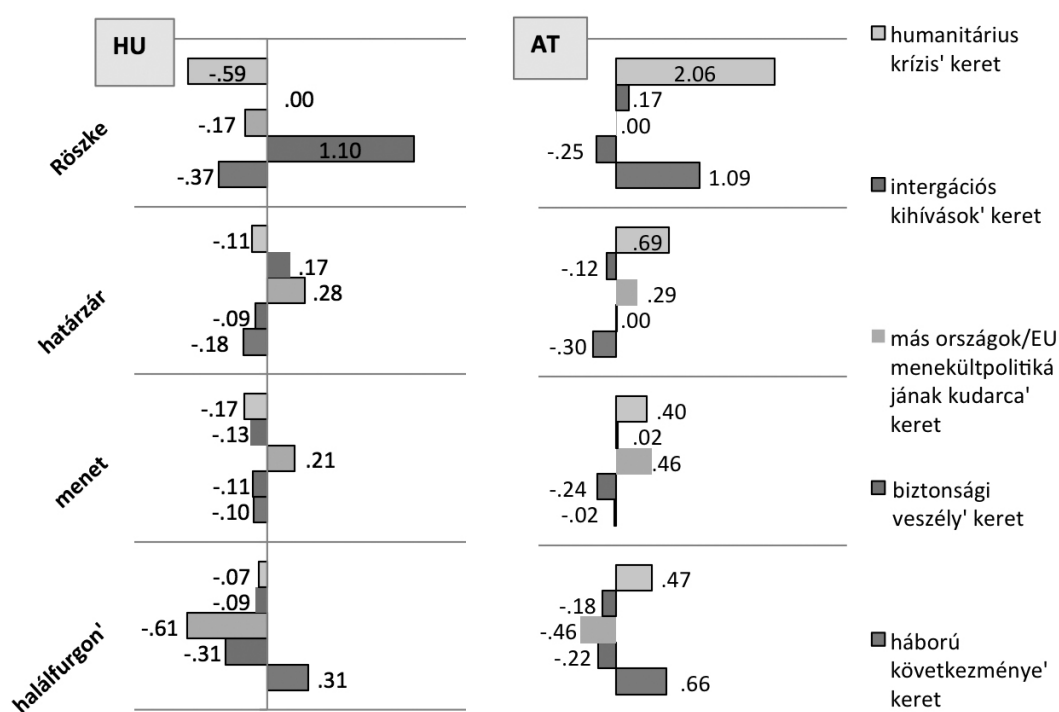 HU
-.59
.00
-.17
1.10
-.37
Röszke
-.11
.17
.28
-.09
-.18
határzár
-.17
-.13
.21
-.11
-.10
menet
-.07
-.09
-.61
-.31
.31
halálfurgon'
AT
2.06
.17
.00
-.25
1.09
.69
-.12
.29
.00
-.30
.40
.02
.46
-.24
-.02
.47
-.18
-.46
-.22
.66
humanitárius
krízis' keret
intergációs
kihívások' keret
más országok/EU
menekültpolitiká
jának kudarca'
keret
biztonsági
veszély' keret
háború
következménye'
keret